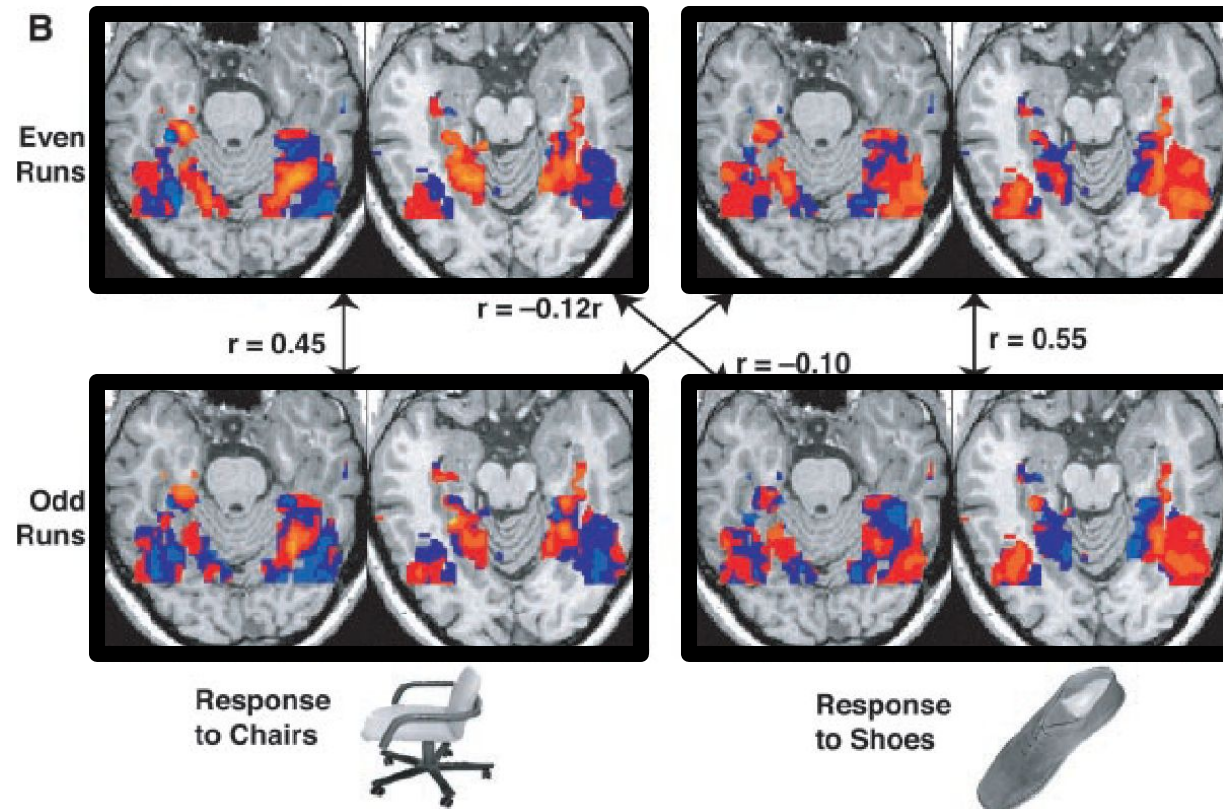 B
Even
Runs
r = –0.12r
r = 0.45
r = –0.10
r = 0.55
Odd
Runs
Response
to Chairs
Response
to Shoes